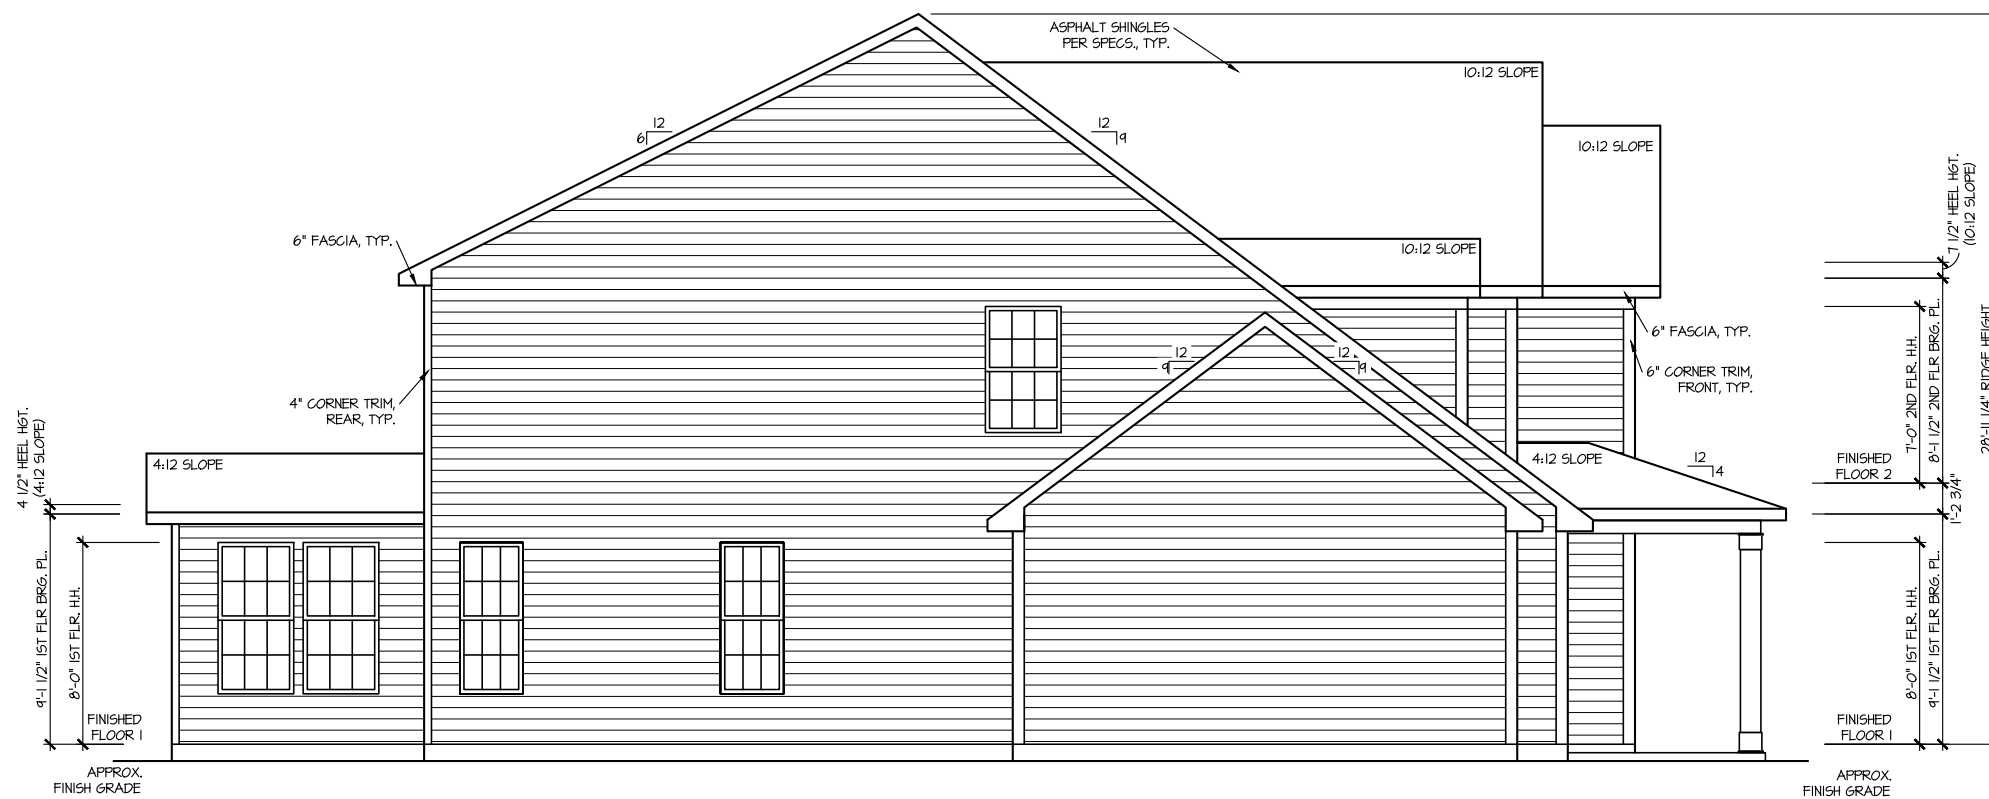 ASPHALT SHINGLES
PER SPECS., TYP.
10:12 SLOPE
12
6
12
9
10:12 SLOPE
7 1/2" HEEL HGT.
(10:12 SLOPE)
6" FASCIA, TYP.
10:12 SLOPE
6" FASCIA, TYP.
6" CORNER TRIM,
FRONT, TYP.
12
9
12
9
4" CORNER TRIM,
REAR, TYP.
4 1/2" HEEL HGT.
(4:12 SLOPE)
4:12 SLOPE
4:12 SLOPE
12
4
FINISHED
FLOOR 2
7'-0" 2ND FLR. H.H.
8'-1 1/2" 2ND FLR BRG. PL.
28'-11 1/4" RIDGE HEIGHT
1'-2 3/4"
9'-1 1/2" 1ST FLR BRG. PL.
8'-0" 1ST FLR. H.H.
8'-0" 1ST FLR. H.H.
9'-1 1/2" 1ST FLR BRG. PL.
FINISHED
FLOOR 1
FINISHED
FLOOR 1
APPROX.
FINISH GRADE
APPROX.
FINISH GRADE